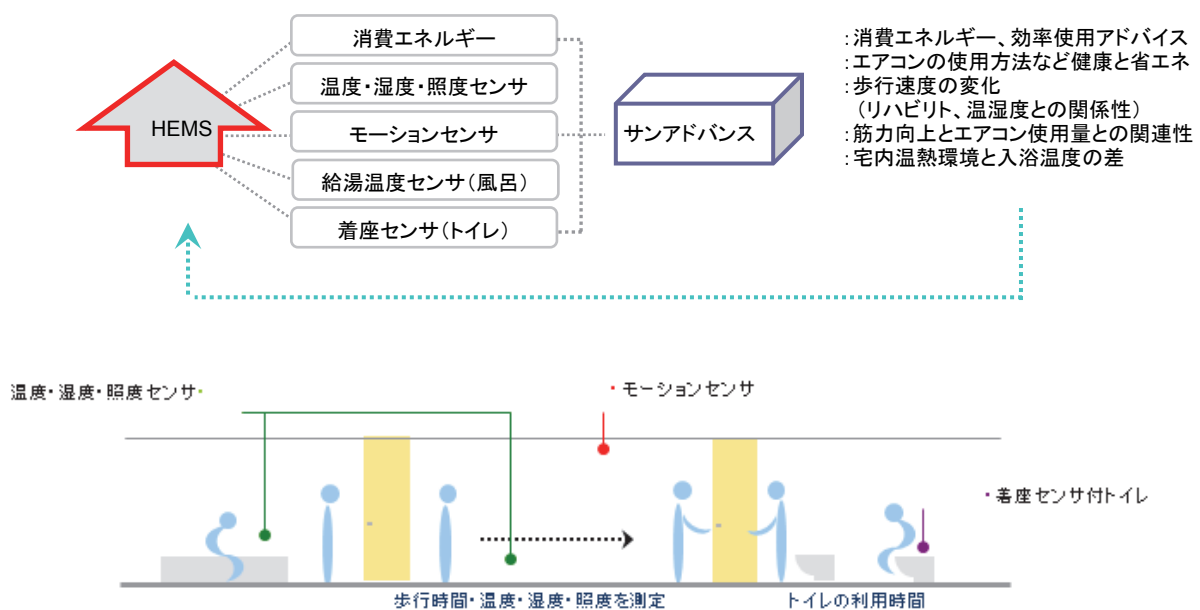 HEMS
消費エネルギー
温度・湿度・照度センサ
モーションセンサ
給湯温度センサ(風呂)
着座センサ(トイレ)
サンアドバンス
:消費エネルギー、効率使用アドバイス
:エアコンの使用方法など健康と省エネ
:歩行速度の変化
(リハビリト、温湿度との関係性)
:筋力向上とエアコン使用量との関連性
:宅内温熱環境と入浴温度の差
温度・湿度・照度センサ・
・モーションセンサ
・着座センサ付トイレ
歩行時間・温度・湿度・照度を測定
トイレの利用時間